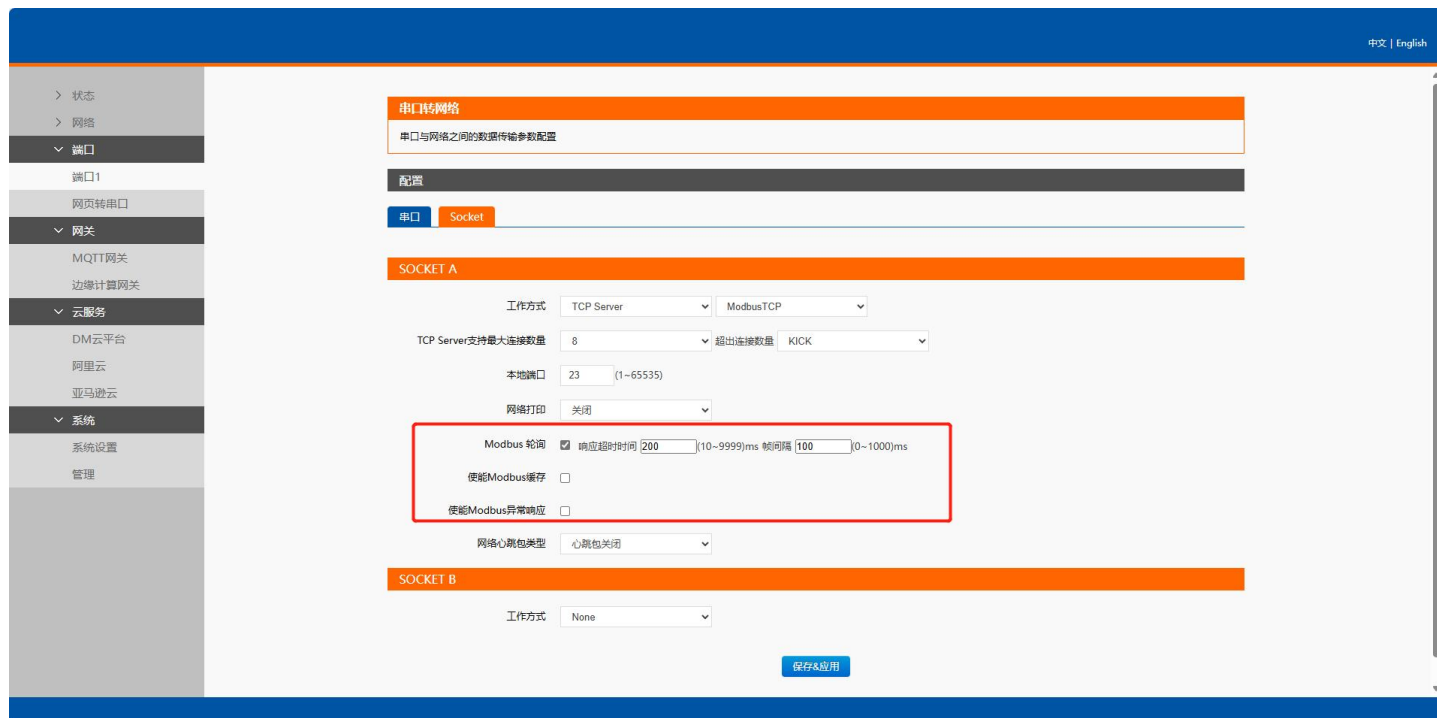 中文 | English
状态
网络
端口
端口1
网页转串口
网关
MQTT网关
边缘计算网关
云服务
DM云平台
阿里云
亚马逊云
系统
系统设置
管理
串口转网络
串口与网络之间的数据传输参数配置
配置
串口 Socket
SOCKET A
工作方式 TCP Server ModbusTCP
TCP Server支持最大连接数量 8 超出连接数量 KICK
本地端口 23 (1~65535)
网络打印 关闭
Modbus 轮询 响应超时时间 200 (10~9999)ms 帧间隔 100 (0~1000)ms
使能Modbus缓存
使能Modbus异常响应
网络心跳包类型 心跳包关闭
SOCKET B
工作方式 None
保存&应用